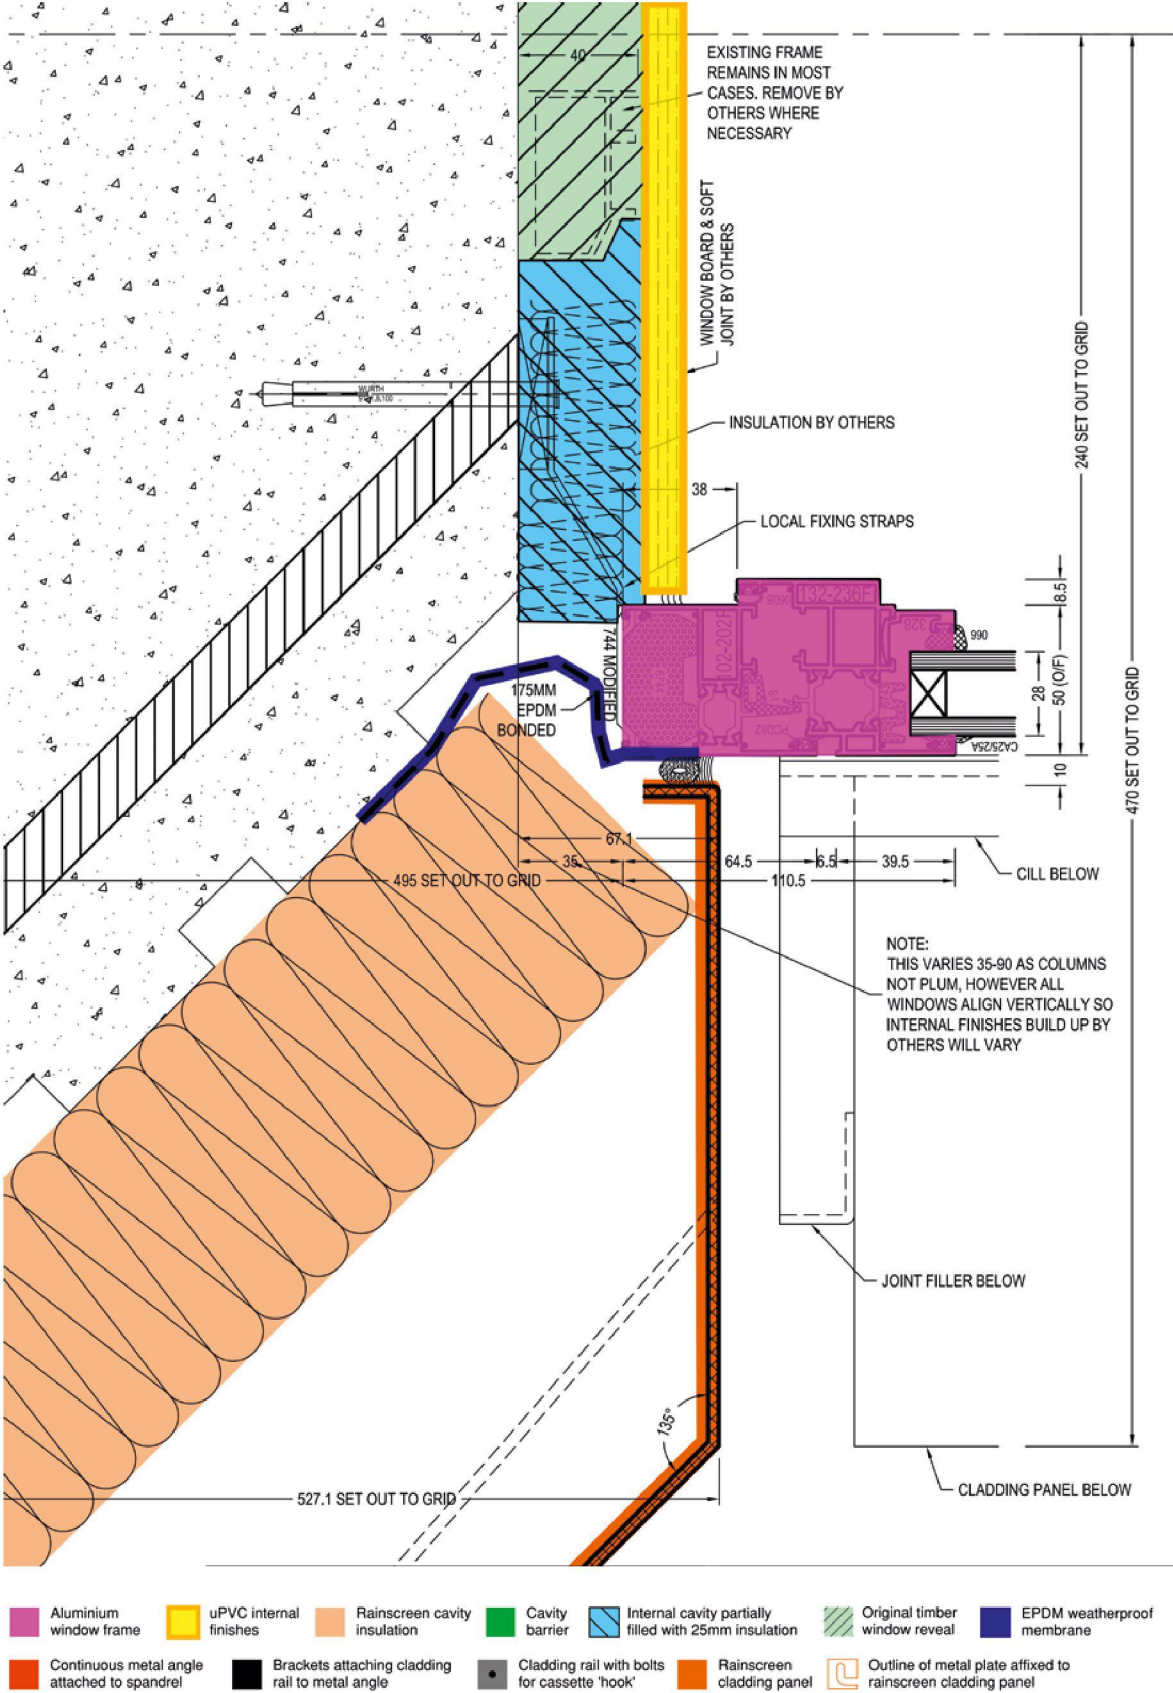 40
EXISTING FRAME
REMAINS IN MOST
CASES. REMOVE BY
OTHERS WHERE
NECESSARY
WINDOW BOARD & SOFT
JOINT BY OTHERS
240 SET OUT TO GRID
470 SET OUT TO GRID
WURTH
INSULATION BY OTHERS
38
LOCAL FIXING STRAPS
8.5
132-236F
102-202F
744 MODIFIED
990
50 (O/F)
28
175MM
EPDM
BONDED
PCD82
CA25/25A
10
67.1
35
64.5
6.5
39.5
495 SET OUT TO GRID
110.5
CILL BELOW
NOTE:
THIS VARIES 35-90 AS COLUMNS
NOT PLUM, HOWEVER ALL
WINDOWS ALIGN VERTICALLY SO
INTERNAL FINISHES BUILD UP BY
OTHERS WILL VARY
JOINT FILLER BELOW
135°
527.1 SET OUT TO GRID
CLADDING PANEL BELOW
Aluminium
window frame
uPVC internal
finishes
Rainscreen cavity
insulation
Cavity
barrier
Internal cavity partially
filled with 25mm insulation
Original timber
window reveal
EPDM weatherproof
membrane
Continuous metal angle
attached to spandrel
Brackets attaching cladding
rail to metal angle
Cladding rail with bolts
for cassette 'hook'
Rainscreen
cladding panel
Outline of metal plate affixed to
rainscreen cladding panel